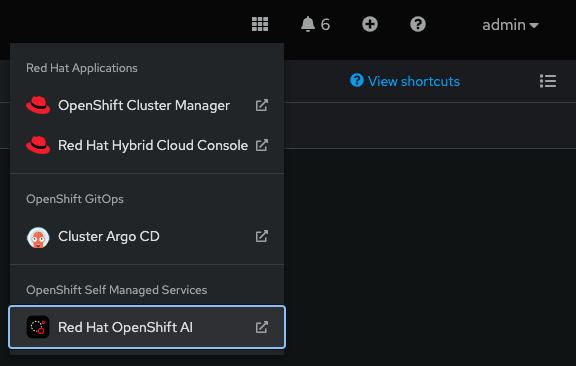 6
admin
Red Hat Applications
View shortcuts
OpenShift Cluster Manager
Red Hat Hybrid Cloud Console
OpenShift GitOps
Cluster Argo CD
OpenShift Self Managed Services
Red Hat OpenShift AI